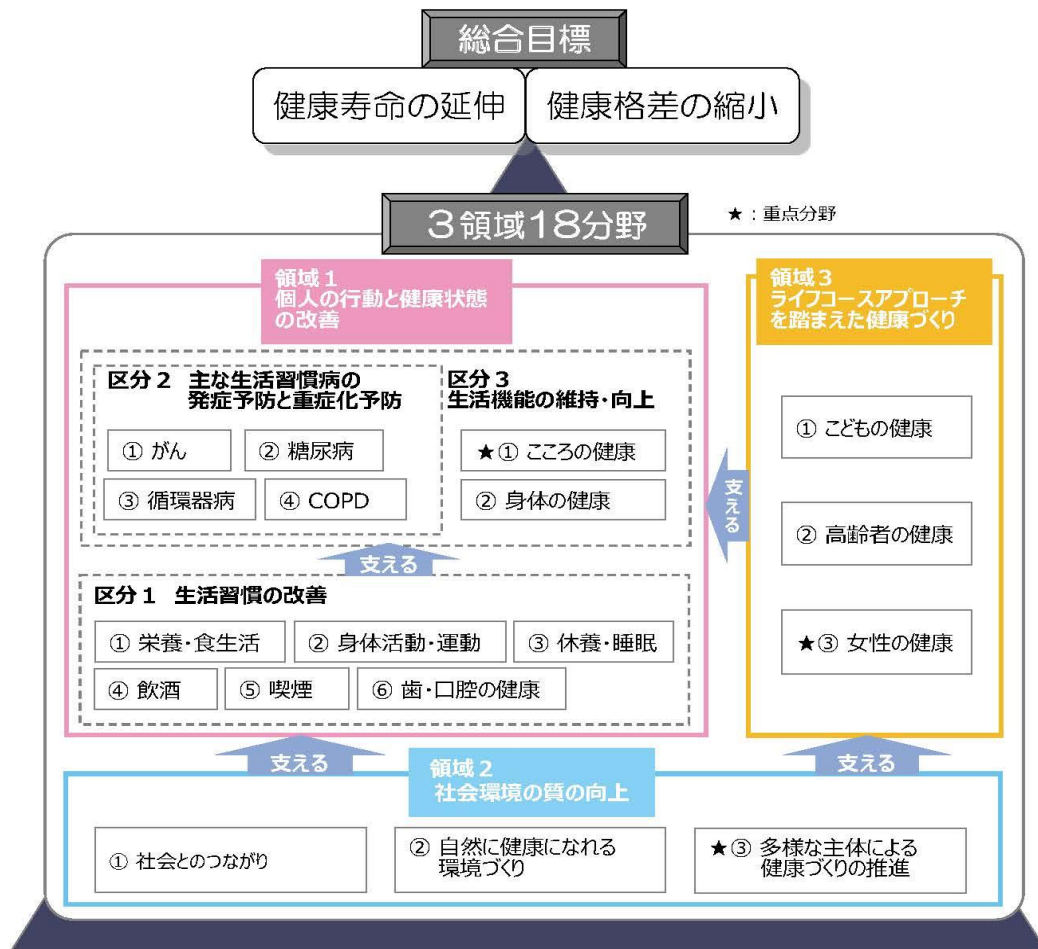 総合目標
健康寿命の延伸
健康格差の縮小
3領域18分野
★：重点分野
領域1
個人の行動と健康状態
の改善
区分2 主な生活習慣病の
発症予防と重症化予防
① がん
② 糖尿病
③ 循環器病
④ COPD
区分3
生活機能の維持・向上
★① こころの健康
② 身体の健康
支える
区分1 生活習慣の改善
① 栄養・食生活
② 身体活動・運動
③ 休養・睡眠
④ 飲酒
⑤ 喫煙
⑥ 歯・口腔の健康
支える
領域3
ライフコースアプローチ
を踏まえた健康づくり
① こどもの健康
② 高齢者の健康
★③ 女性の健康
支える
支える
領域2
社会環境の質の向上
① 社会とのつながり
② 自然に健康になれる
環境づくり
★③ 多様な主体による
健康づくりの推進